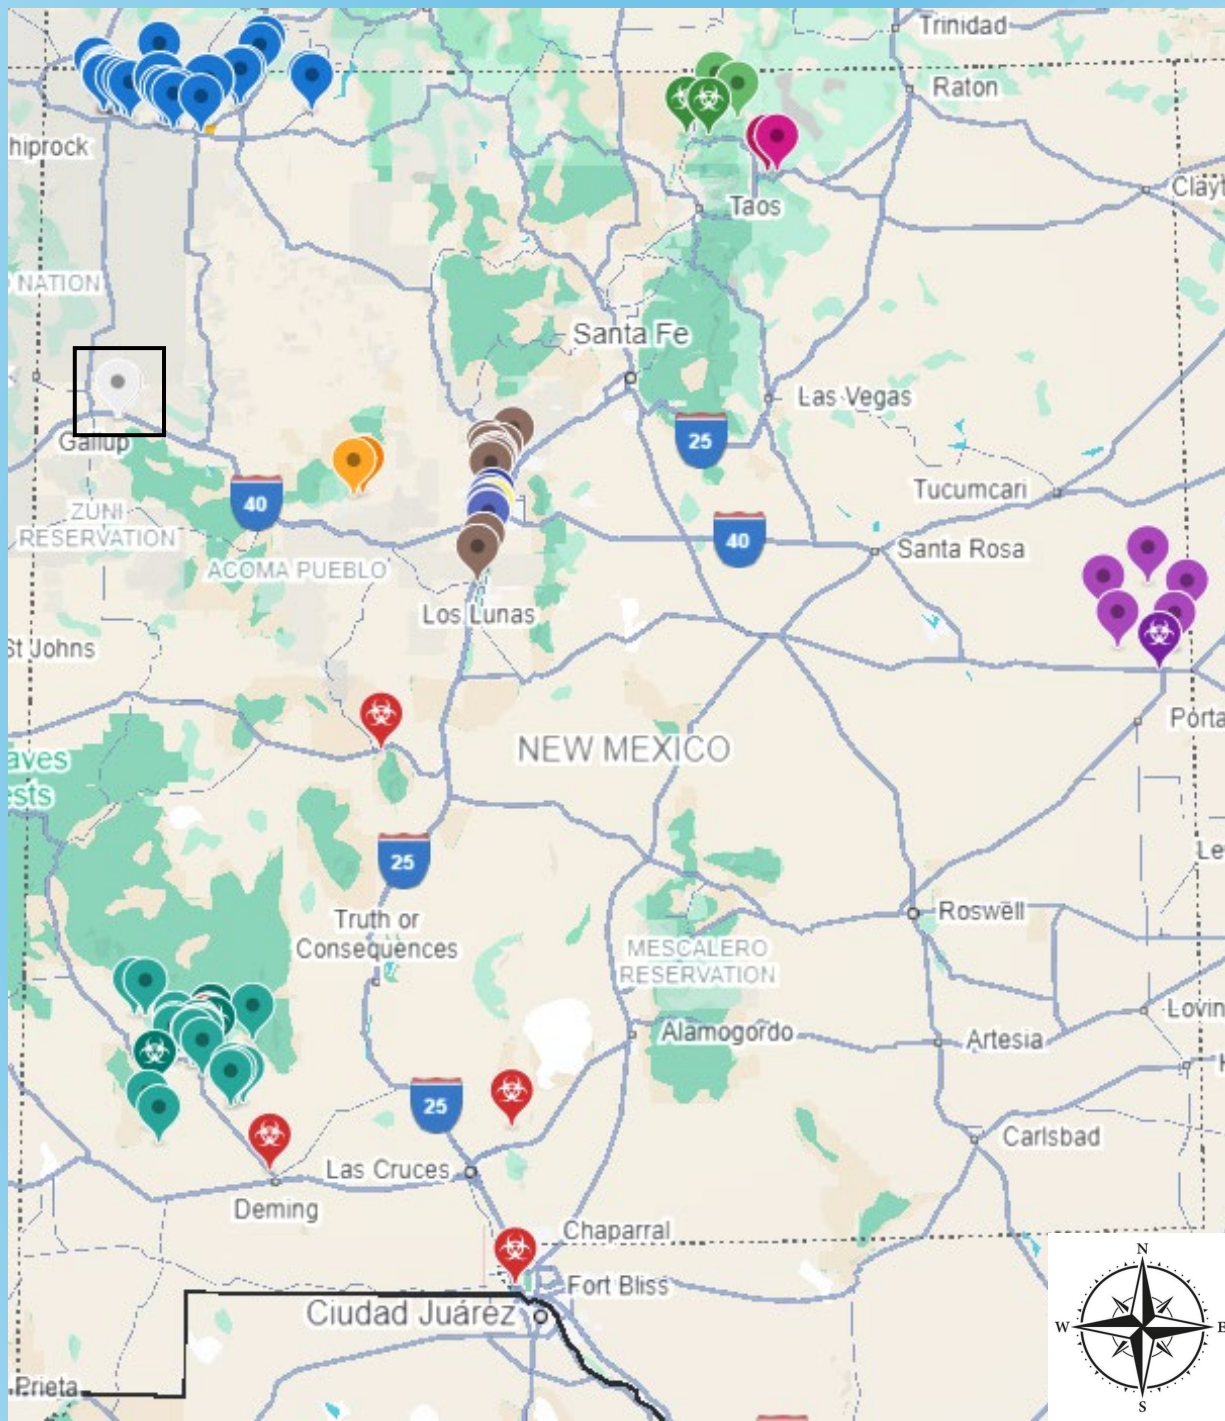 Trinidad
Raton
hiprock
Clayt
Taos
NATION
Santa Fe
Las Vegas
25
Gallup
Tucumcari
40
ZUNI
RESERVATION
40
Santa Rosa
ACOMA PUEBLO
Los Lunas
St Johns
Porta
NEW MEXICO
aves
ests
Le
25
Truth or
Consequences
Roswell
MESCALERO
RESERVATION
Lovin
Alamogordo
Artesia
H
25
Carlsbad
Las Cruces
Deming
Chaparral
Fort Bliss
Ciudad Juárez
Prieta
N
W
E
S